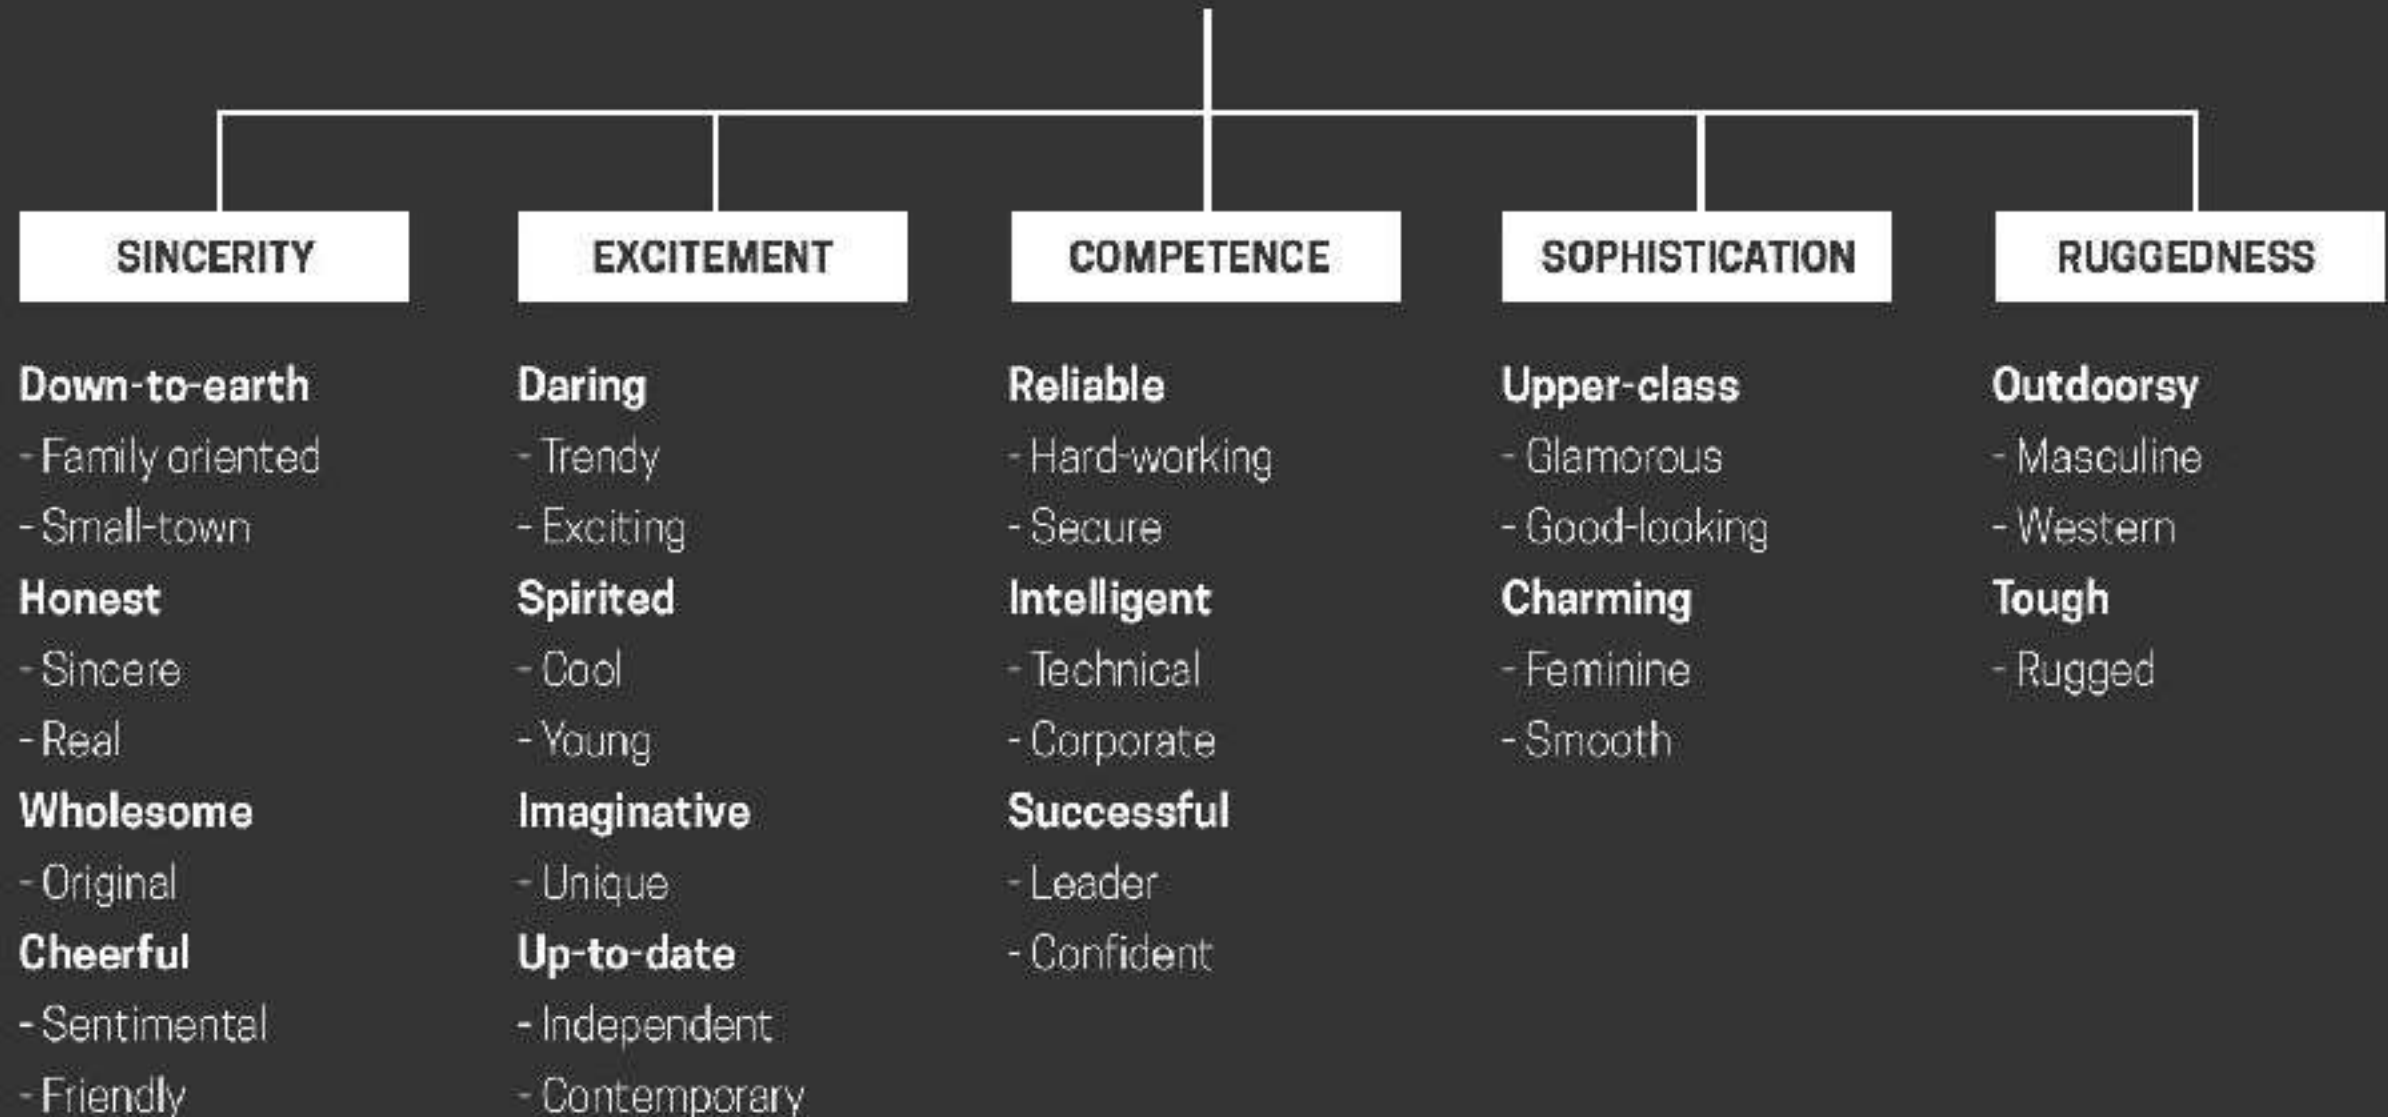 SINCERITY
Down-to-earth
- Family oriented
- Small-town
Honest
- Sincere
- Real
Wholesome
- Original
Cheerful
- Sentimental
- Friendly
EXCITEMENT
Daring
- Trendy
- Exciting
Spirited
- Cool
- Young
Imaginative
- Unique
Up-to-date
- Independent
- Contemporary
COMPETENCE
Reliable
- Hard-working
- Secure
Intelligent
- Technical
- Corporate
Successful
- Leader
- Confident
SOPHISTICATION
Upper-class
- Glamorous
- Good-looking
Charming
- Feminine
- Smooth
RUGGEDNESS
Outdoorsy
- Masculine
- Western
Tough
- Rugged